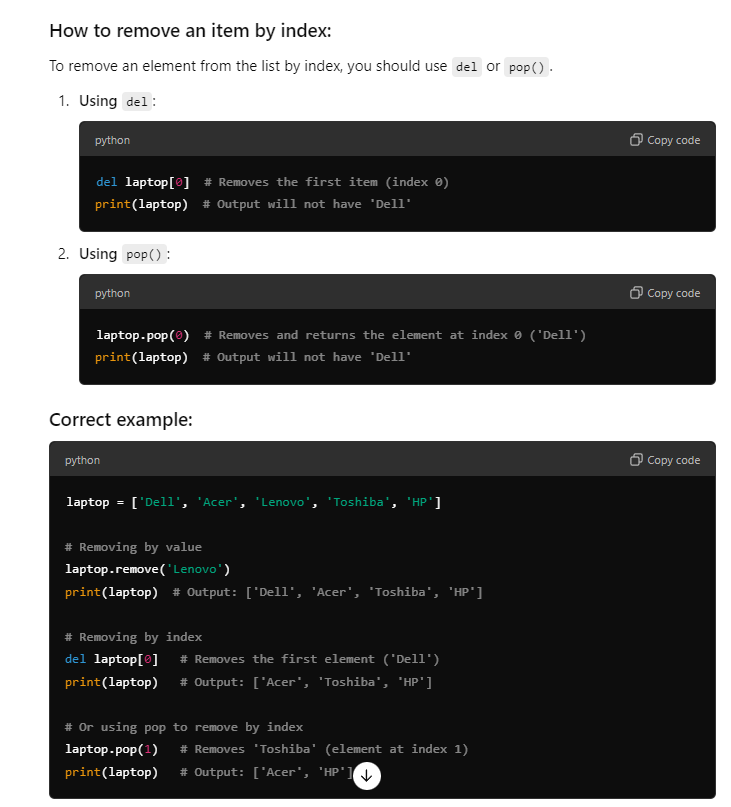 How to remove an item by index:
To remove an element from the list by index, you should use del or pop().
1. Using del:
python Copy code
del laptop[0]  # Removes the first item (index 0)
print(laptop)  # Output will not have 'Dell'
2. Using pop():
python Copy code
laptop.pop(0)  # Removes and returns the element at index 0 ('Dell')
print(laptop)  # Output will not have 'Dell'
Correct example:
python Copy code
laptop = ['Dell', 'Acer', 'Lenovo', 'Toshiba', 'HP']
# Removing by value
laptop.remove('Lenovo')
print(laptop)  # Output: ['Dell', 'Acer', 'Toshiba', 'HP']
# Removing by index
del laptop[0]   # Removes the first element ('Dell')
print(laptop)   # Output: ['Acer', 'Toshiba', 'HP']
# Or using pop to remove by index
laptop.pop(1)   # Removes 'Toshiba' (element at index 1)
print(laptop)   # Output: ['Acer', 'HP']